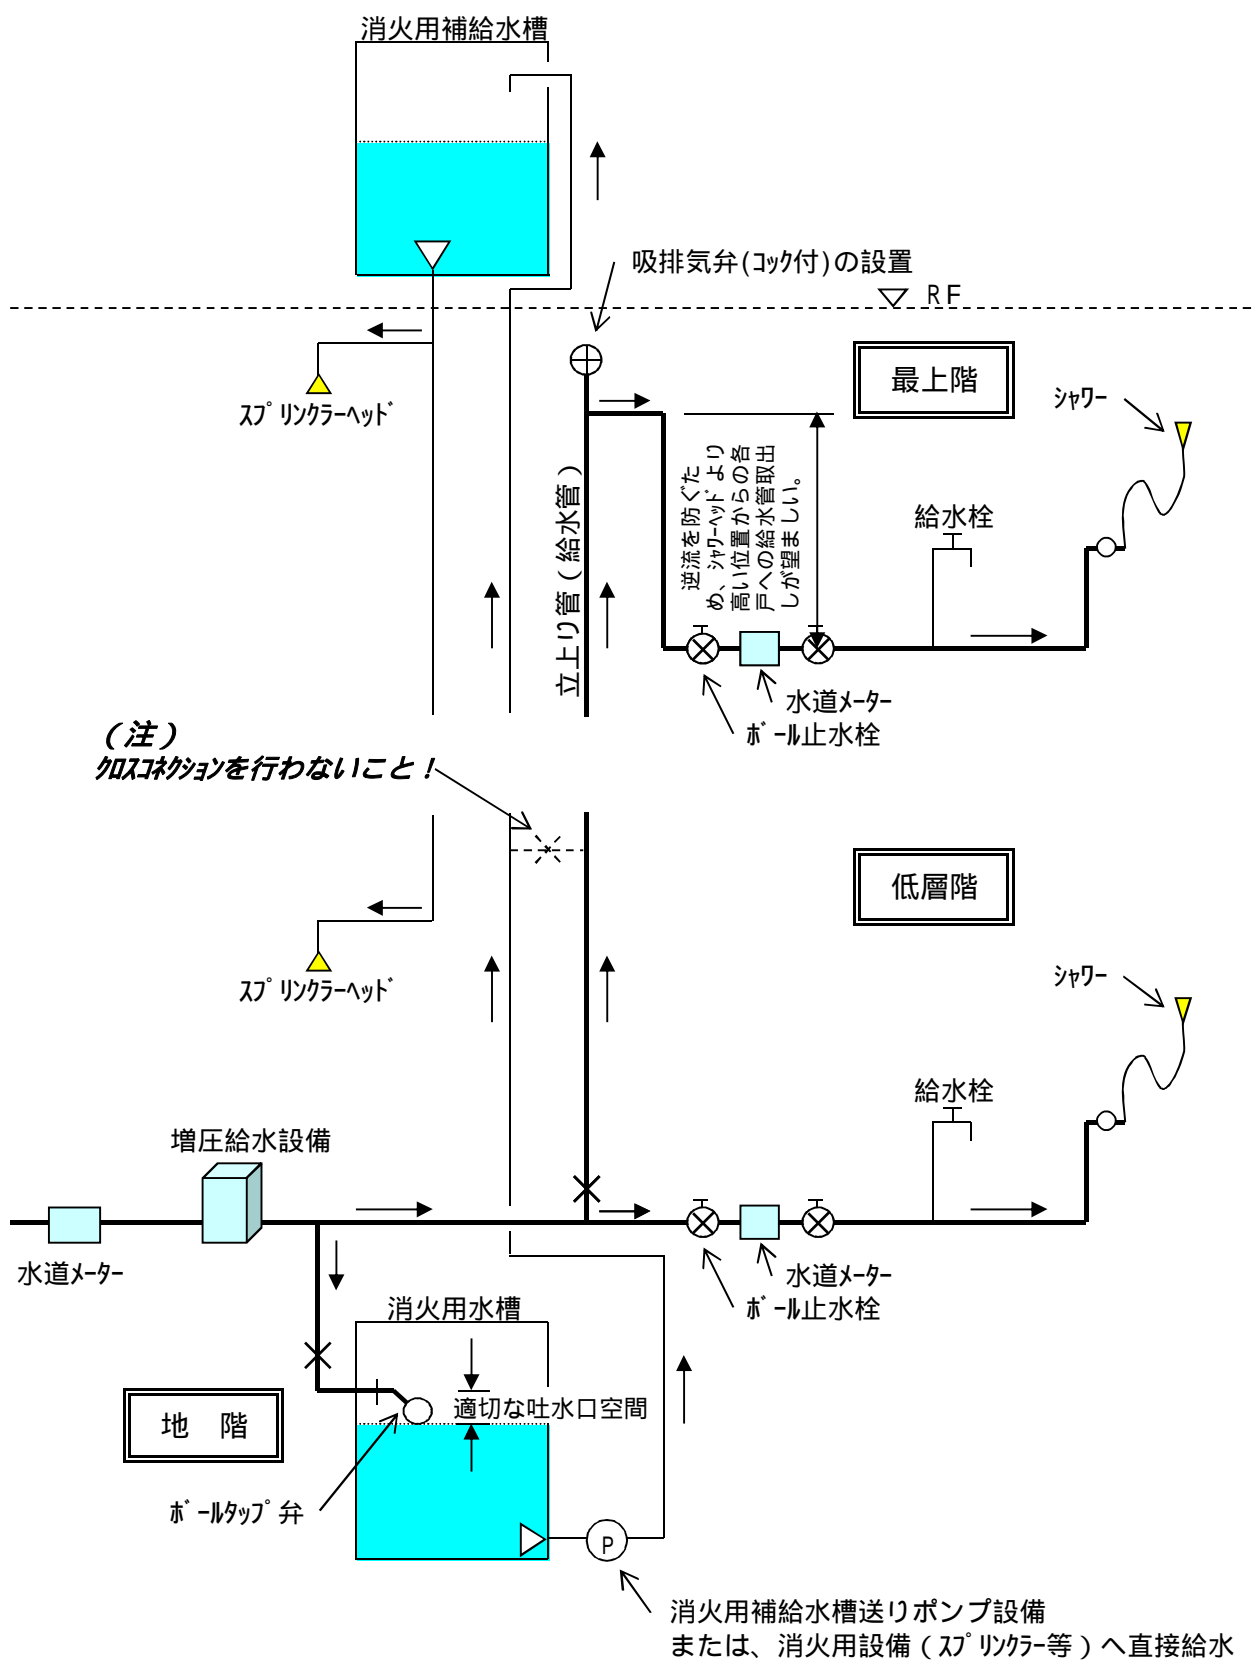 消火用補給水槽
吸排気弁(ｺｯｸ付)の設置
ＲＦ
最上階
ｽﾌﾟﾘﾝｸﾗｰﾍｯﾄﾞ
ｼｬﾜｰ
立上り管（給水管）
逆流を防ぐた
め、ｼｬﾜｰﾍｯﾄﾞより
高い位置からの各
戸への給水管取出
しが望ましい。
給水栓
水道ﾒｰﾀｰ
ﾎﾞｰﾙ止水栓
（注）
ｸﾛｽｺﾈｸｼｮﾝを行わないこと！
低層階
ｽﾌﾟﾘﾝｸﾗｰﾍｯﾄﾞ
ｼｬﾜｰ
給水栓
増圧給水設備
水道ﾒｰﾀｰ
水道ﾒｰﾀｰ
ﾎﾞｰﾙ止水栓
消火用水槽
適切な吐水口空間
地　階
ﾎﾞｰﾙﾀｯﾌﾟ弁
P
消火用補給水槽送りポンプ設備
または、消火用設備（ｽﾌﾟﾘﾝｸﾗｰ等）へ直接給水